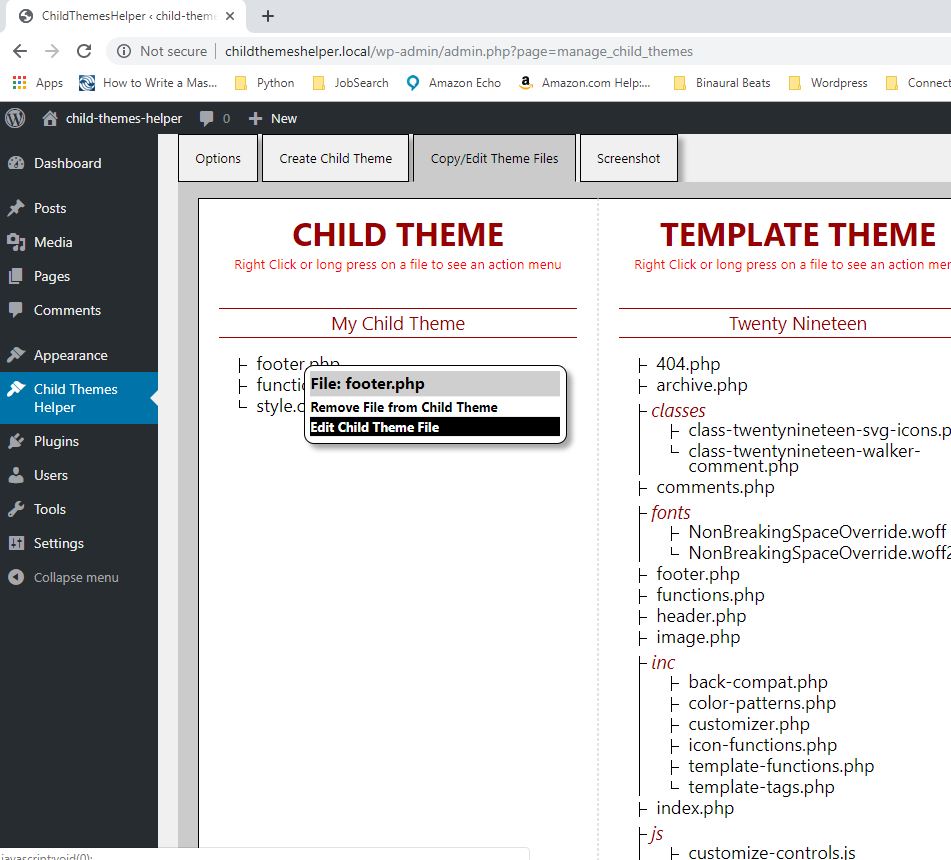 ChildThemesHelper ‹ child-theme
Not secure | childthemeshelper.local/wp-admin/admin.php?page=manage_child_themes
Apps How to Write a Mas... Python JobSearch Amazon Echo Amazon.com Help:... Binaural Beats Wordpress Connect
child-themes-helper 0 New
Dashboard
Posts
Media
Pages
Comments
Appearance
Child Themes
Helper
Plugins
Users
Tools
Settings
Collapse menu
Options Create Child Theme Copy/Edit Theme Files Screenshot
CHILD THEME
Right Click or long press on a file to see an action menu
My Child Theme
footer.php
File: footer.php
Remove File from Child Theme
Edit Child Theme File
TEMPLATE THEME
Right Click or long press on a file to see an action
Twenty Nineteen
404.php
archive.php
classes
class-twentynineteen-svg-icons.p
class-twentynineteen-walker-
comment.php
comments.php
fonts
NonBreakingSpaceOverride.woff
NonBreakingSpaceOverride.woff2
footer.php
functions.php
header.php
image.php
inc
back-compat.php
color-patterns.php
customizer.php
icon-functions.php
template-functions.php
template-tags.php
index.php
js
customize-controls.js
javascript:void(0);